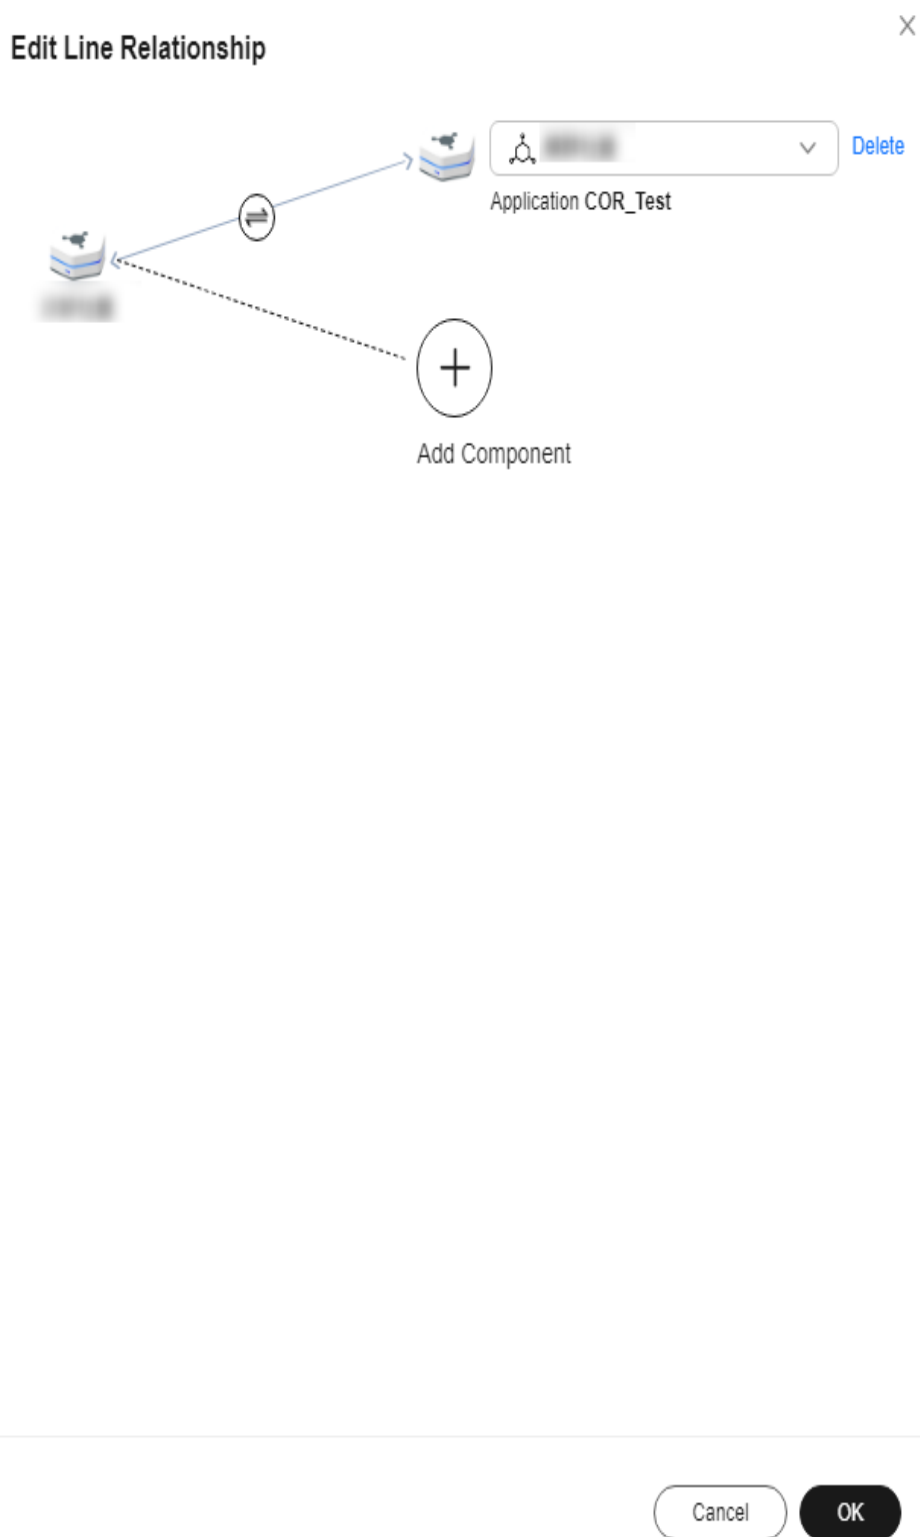 Edit Line Relationship
Delete
Application COR_Test
Add Component
Cancel
OK